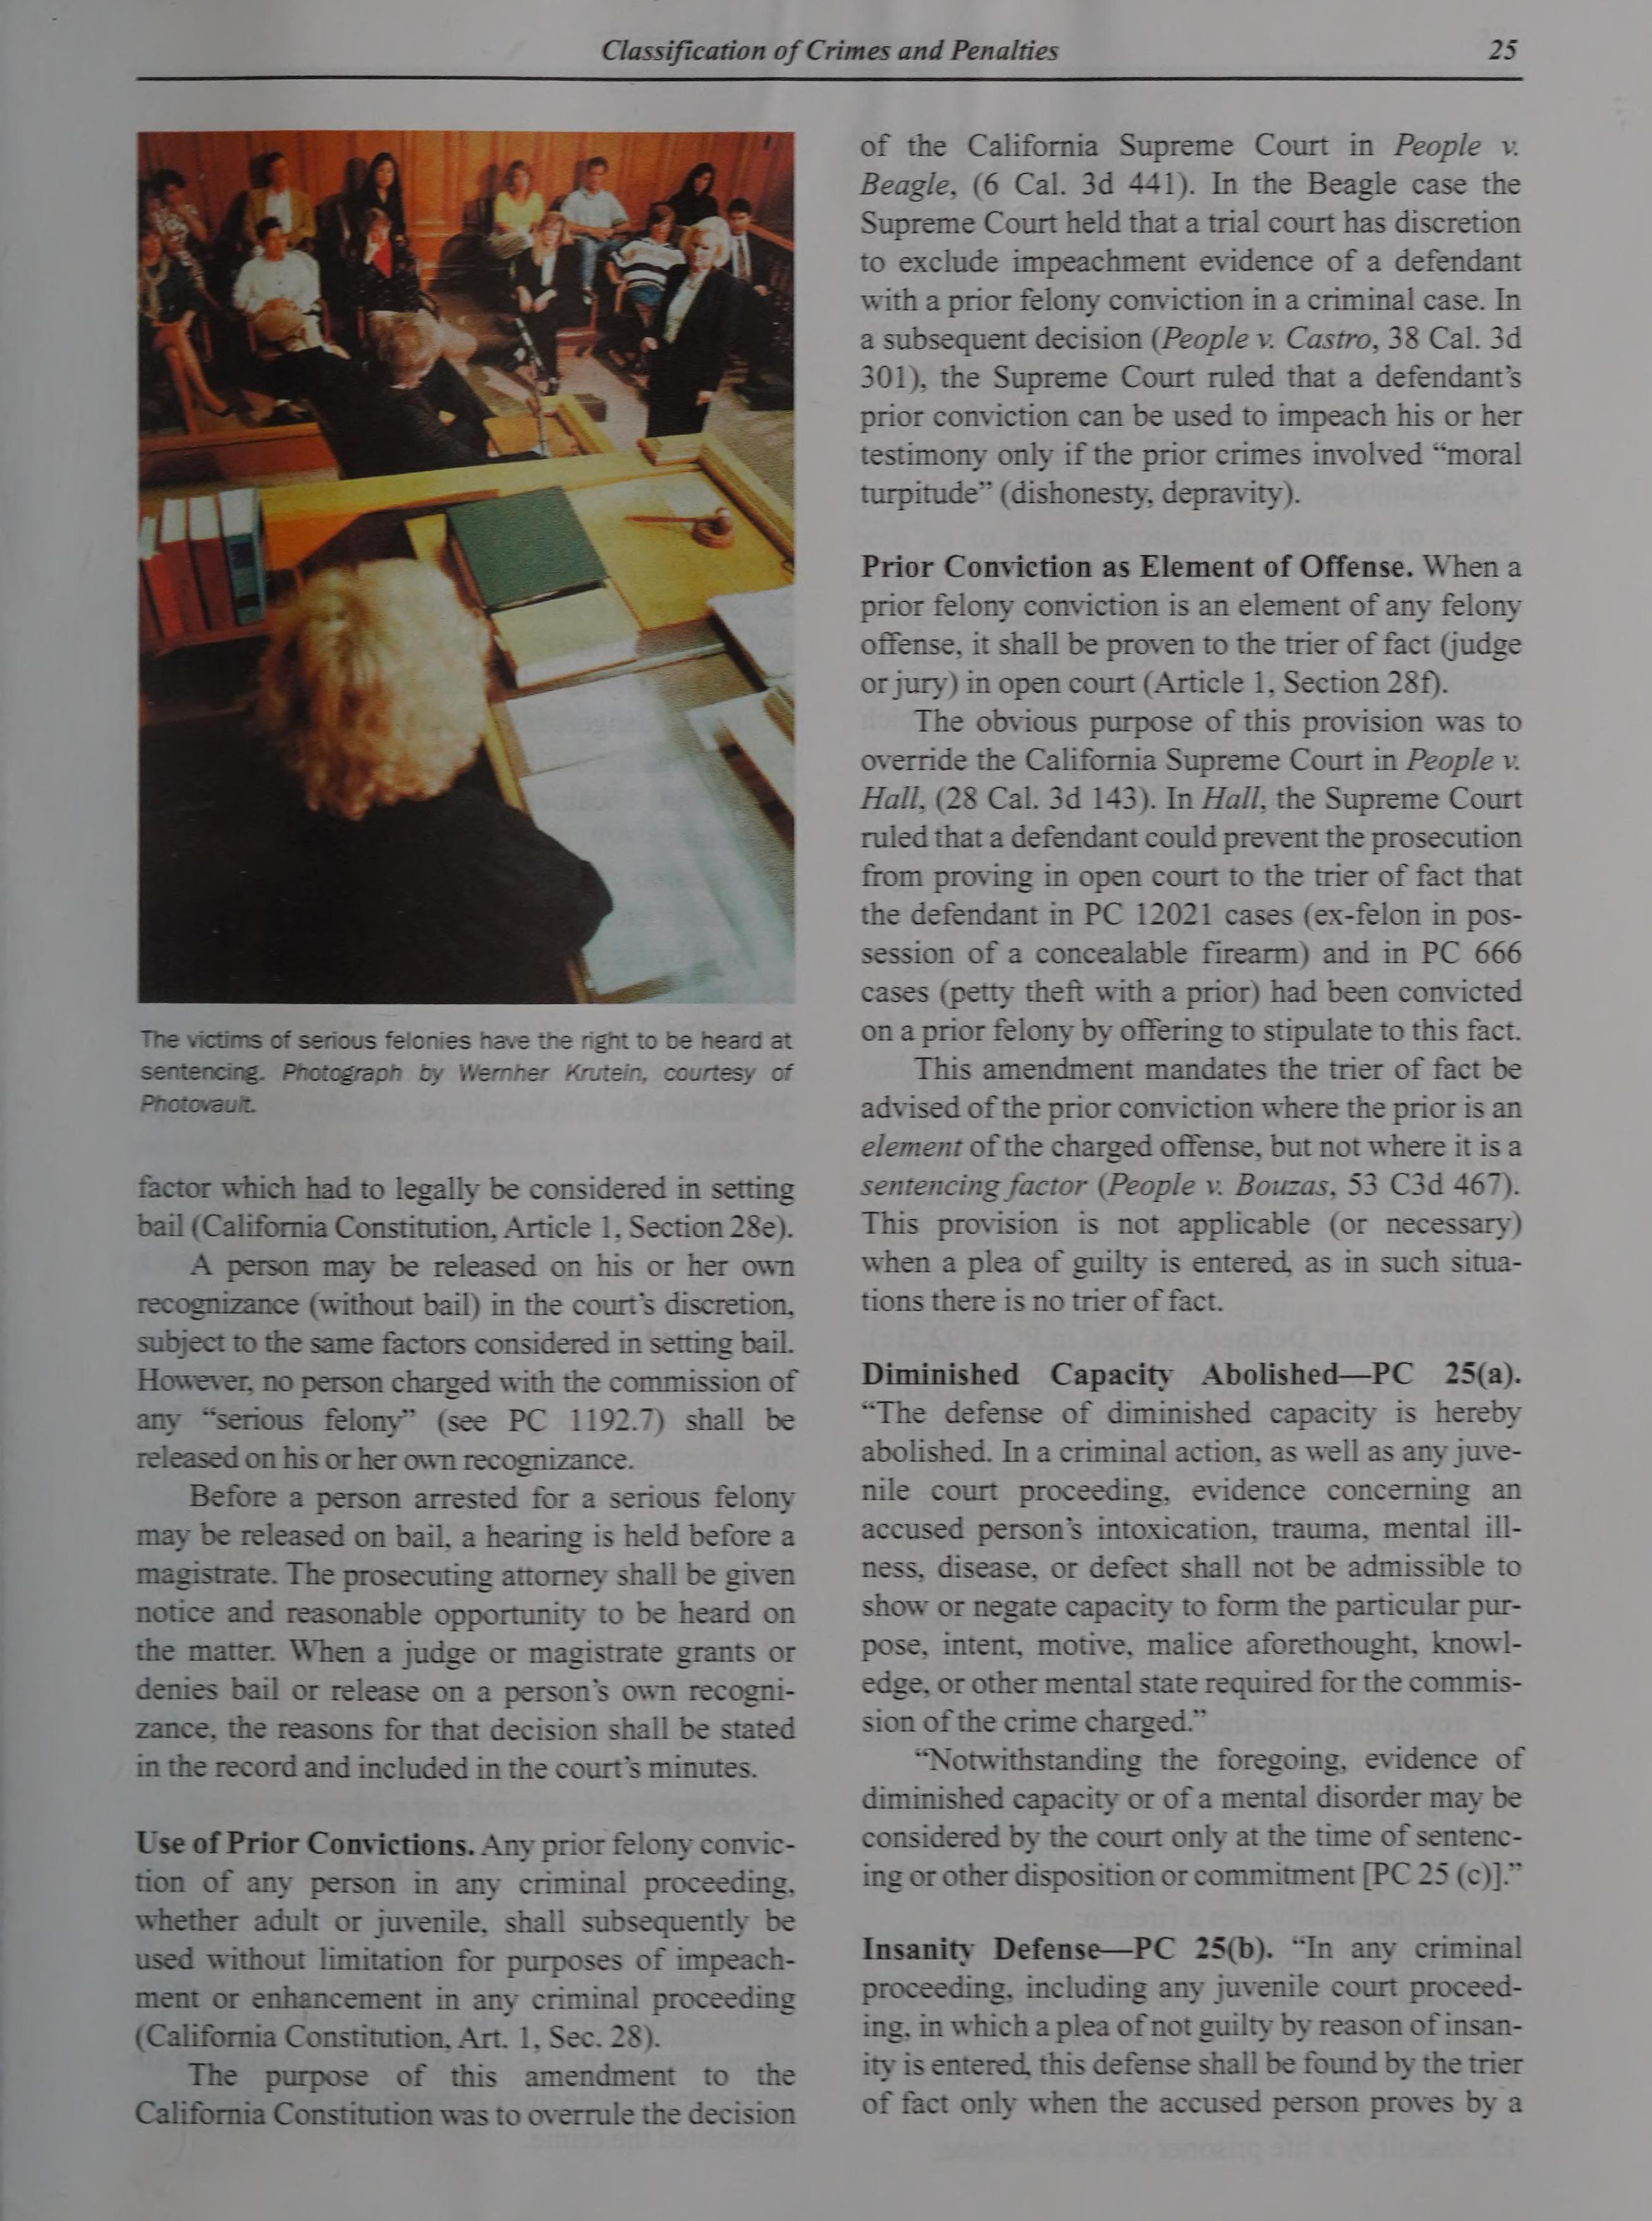 Classification of Crimes and Penalties 25
The victims of serious felonies have the right to be heard at
sentencing. Photograph by Wernher Krutein, courtesy of
Photovault.
factor which had to legally be considered in setting
bail (California Constitution, Article 1, Section 28e).
A person may be released on his or her own
recognizance (without bail) in the court's discretion,
subject to the same factors considered in setting bail.
However, no person charged with the commission of
any “serious felony” (see PC 1192.7) shall be
released on his or her own recognizance.
Before a person arrested for a serious felony
may be released on bail, a hearing is held before a
magistrate. The prosecuting attorney shall be given
notice and reasonable opportunity to be heard on
the matter. When a judge or magistrate grants or
denies bail or release on a person's own recogni-
zance, the reasons for that decision shall be stated
in the record and included in the court's minutes.
Use of Prior Convictions. Any prior felony convic-
tion of any person in any criminal proceeding,
whether adult or juvenile, shall subsequently be
used without limitation for purposes of impeach-
ment or enhancement in any criminal proceeding
(California Constitution, Art. 1, Sec. 28).
The purpose of this amendment to the
California Constitution was to overrule the decision
of the California Supreme Court in People v.
Beagle, (6 Cal. 3d 441). In the Beagle case the
Supreme Court held that a trial court has discretion
to exclude impeachment evidence of a defendant
with a prior felony conviction in a criminal case. In
a subsequent decision (People v. Castro, 38 Cal. 3d
301), the Supreme Court ruled that a defendant's
prior conviction can be used to impeach his or her
testimony only if the prior crimes involved “moral
turpitude” (dishonesty, depravity).
Prior Conviction as Element of Offense. When a
prior felony conviction is an element of any felony
offense, it shall be proven to the trier of fact (judge
or jury) in open court (Article 1, Section 28f).
The obvious purpose of this provision was to
override the California Supreme Court in People v.
Hall, (28 Cal. 3d 143). In Hall, the Supreme Court
ruled that a defendant could prevent the prosecution
from proving in open court to the trier of fact that
the defendant in PC 12021 cases (ex-felon in pos-
session of a concealable firearm) and in PC 666
cases (petty theft with a prior) had been convicted
on a prior felony by offering to stipulate to this fact.
This amendment mandates the trier of fact be
advised of the prior conviction where the prior is an
element of the charged offense, but not where it is a
sentencing factor (People v. Bouzas, 53 C3d 467).
This provision is not applicable (or necessary)
when a plea of guilty is entered, as in such situa-
tions there is no trier of fact.
Diminished Capacity Abolished—PC 25(a).
“The defense of diminished capacity is hereby
abolished. In a criminal action, as well as any juve-
nile court proceeding, evidence concerning an
accused person's intoxication, trauma, mental ill-
ness, disease, or defect shall not be admissible to
show or negate capacity to form the particular pur-
pose, intent, motive, malice aforethought, knowl-
edge, or other mental state required for the commis-
sion of the crime charged.”
“Notwithstanding the foregoing, evidence of
diminished capacity or of a mental disorder may be
considered by the court only at the time of sentenc-
ing or other disposition or commitment [PC 25 (c)].”
Insanity Defense—PC 25(b). “In any criminal
proceeding, including any juvenile court proceed-
ing, in which a plea of not guilty by reason of insan-
ity is entered, this defense shall be found by the trier
of fact only when the accused person proves by a